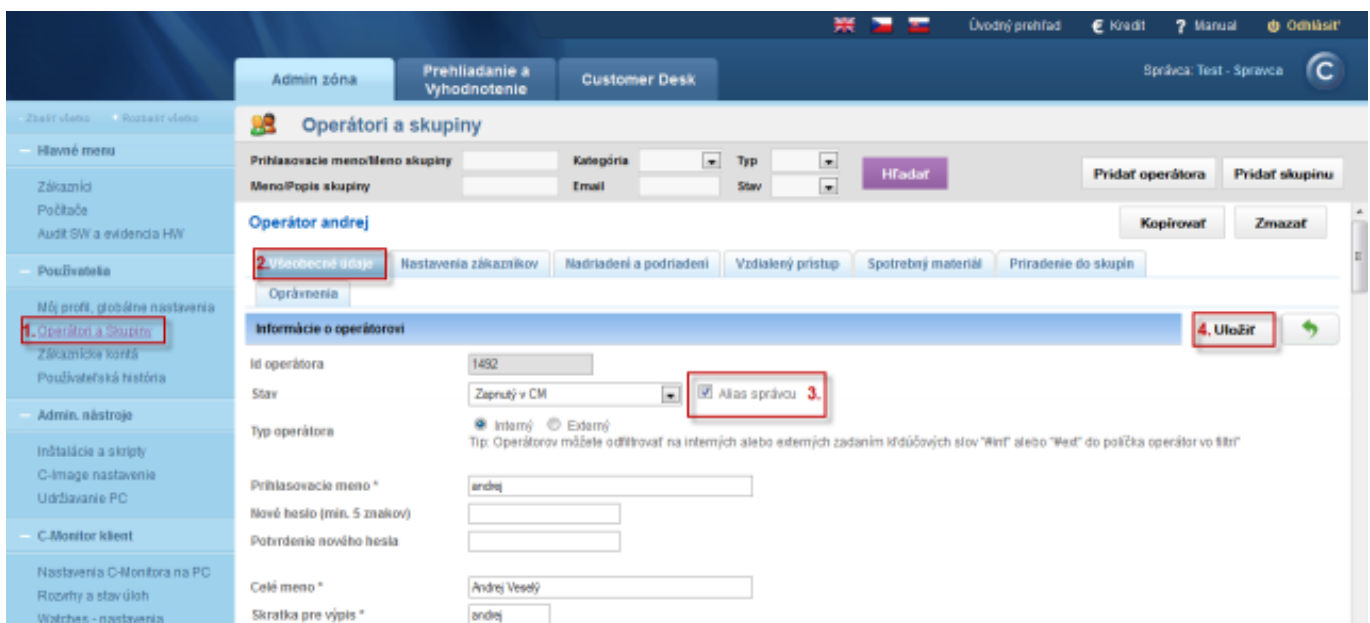 Úvodný prehľad € Kredit ? Manual Odhlásiť
Admin zóna Prehliadanie a Vyhodnotenie Customer Desk Správca: Test - Spravca
Zbaliť všetko Rozbaliť všetko
Operátori a skupiny
Hlavné menu
Zákazníci
Počítače
Audit SW a evidencia HW
Používatelia
Môj profil, globálne nastavenia
1. Operátori a Skupiny
Zákaznícke kontá
Používateľská história
Admin. nástroje
Inštalácie a skripty
C-Image nastavenie
Udržiavanie PC
C-Monitor klient
Nastavenia C-Monitora na PC
Rozvrhy a stav úloh
Watches - nastavenia
Prihlasovacie meno/Meno skupiny Kategória Typ
Meno/Popis skupiny Email Stav
Hľadať Pridať operátora Pridať skupinu
Operátor andrej Kopírovať Zmazať
2. Všeobecné údaje Nastavenia zákazníkov Nadriadení a podriadení Vzdialený prístup Spotrebný materiál Priradenie do skupín
Oprávnenia
Informácie o operátorovi 4. Uložiť
Id operátora 1492
Stav Zapnutý v CM Alias správcu 3.
Typ operátora Interný Externý
Tip: Operátorov môžete odfiltrovať na interných alebo externých zadaním kľúčových slov "#int" alebo "#ext" do políčka operátor vo filtri"
Prihlasovacie meno * andrej
Nové heslo (min. 5 znakov)
Potvrdenie nového hesla
Celé meno * Andrej Veselý
Skratka pre výpis * andrej